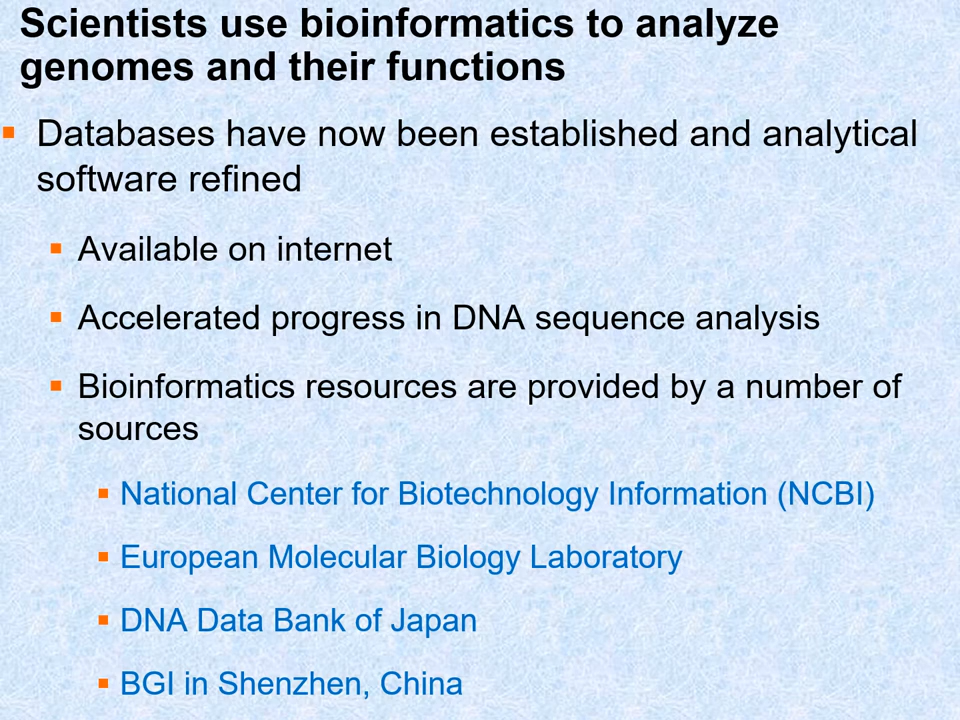 Scientists use bioinformatics to analyze
genomes and their functions
▪ Databases have now been established and analytical
software refined
▪ Available on internet
▪ Accelerated progress in DNA sequence analysis
▪ Bioinformatics resources are provided by a number of
sources
▪ National Center for Biotechnology Information (NCBI)
▪ European Molecular Biology Laboratory
▪ DNA Data Bank of Japan
▪ BGI in Shenzhen, China